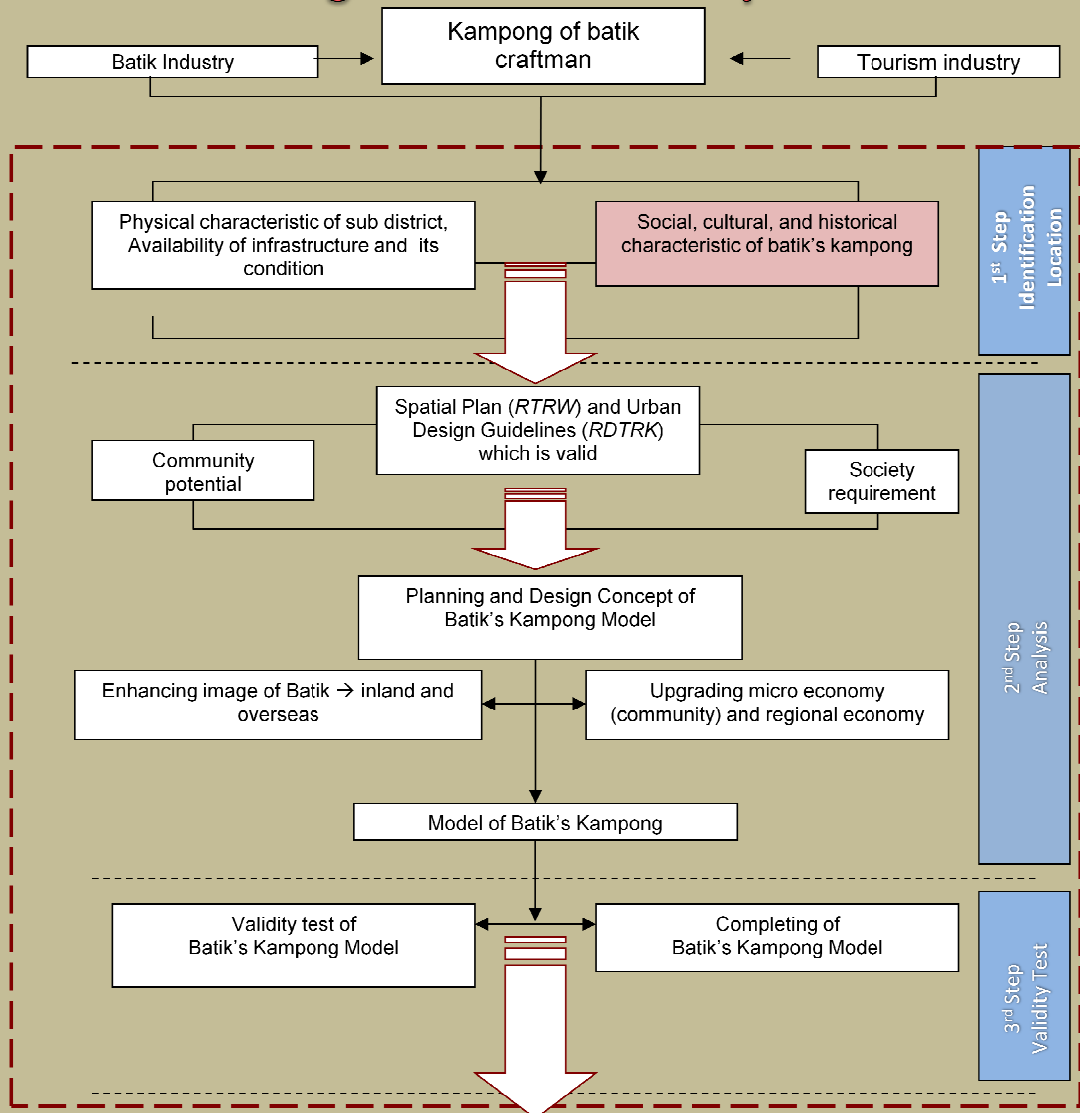 Kampong of batik
craftman
Batik Industry
Tourism industry
Physical characteristic of sub district,
Availability of infrastructure and its
condition
Social, cultural, and historical
characteristic of batik’s kampong
1st Step
Identification
Location
Spatial Plan (RTRW) and Urban
Design Guidelines (RDTRK)
which is valid
Community
potential
Society
requirement
Planning and Design Concept of
Batik’s Kampong Model
Enhancing image of Batik → inland and
overseas
Upgrading micro economy
(community) and regional economy
Model of Batik’s Kampong
2nd Step
Analysis
Validity test of
Batik’s Kampong Model
Completing of
Batik’s Kampong Model
3rd Step
Validity Test